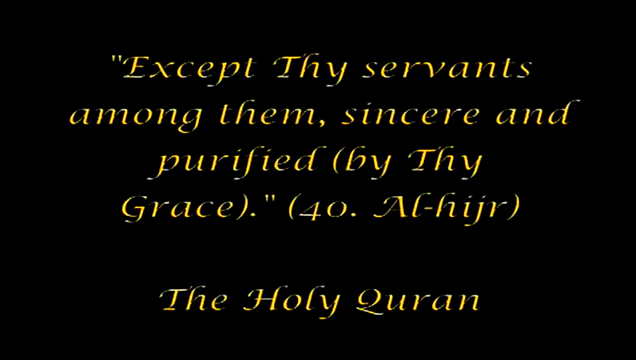 "Except Thy servants
among them, sincere and
purified (by Thy
Grace)." (40. Al-hijr)
The Holy Quran